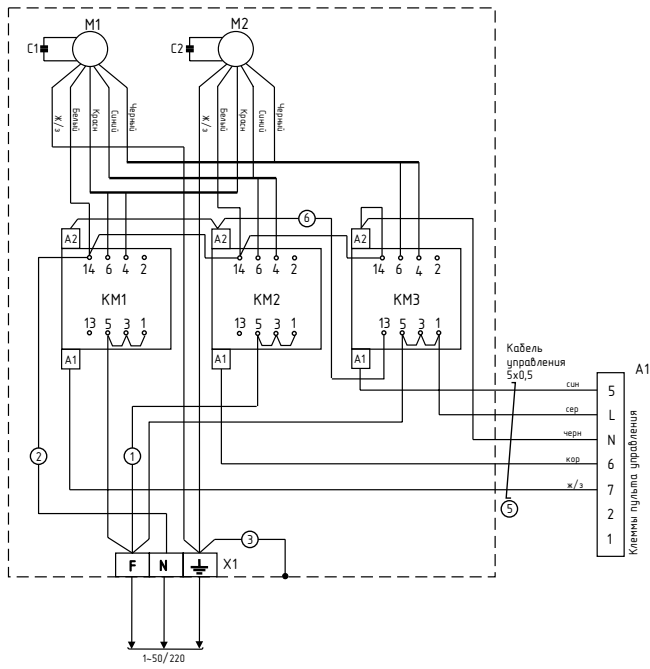 M1
M2
C1
C2
Ж/з
Белый
Красн
Синий
Черный
Ж/з
Белый
Красн
Синий
Черный
6
A2
A2
A2
14 6 4 2
14 6 4 2
14 6 4 2
КМ1
КМ2
КМ3
13 5 3 1
13 5 3 1
13 5 3 1
A1
A1
A1
Кабель
управления
5х0,5
A1
син
5
сер
L
черн
N
кор
6
ж/з
7
2
1
Клеммы пульта управления
2
1
5
3
F
N
X1
1~50/220